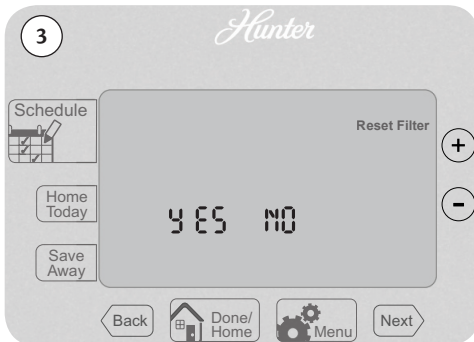 3
Hunter
Schedule
Reset Filter
+
Home
Today
-
YES NO
Save
Away
Back
Done/
Home
Menu
Next